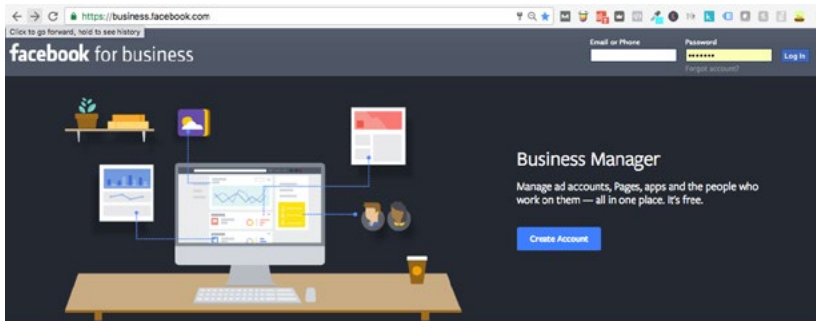 https://business.facebook.com
Click to go forward, hold to see history
facebook for business
Email or Phone
Password
•••••••
Log In
Forgot account?
Business Manager
Manage ad accounts, Pages, apps and the people who
work on them — all in one place. It's free.
Create Account